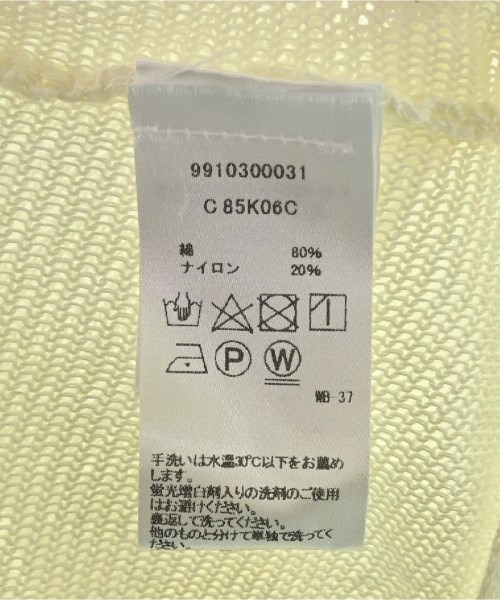 9910300031
C 85K06C
綿 80%
ナイロン 20%
P W
WB-37
手洗いは水温30℃以下をお薦め
します。
蛍光増白剤入りの洗剤のご使用
はお避けください。
裏返して洗ってください。
他のものと分けて単独で洗ってく
ださい。